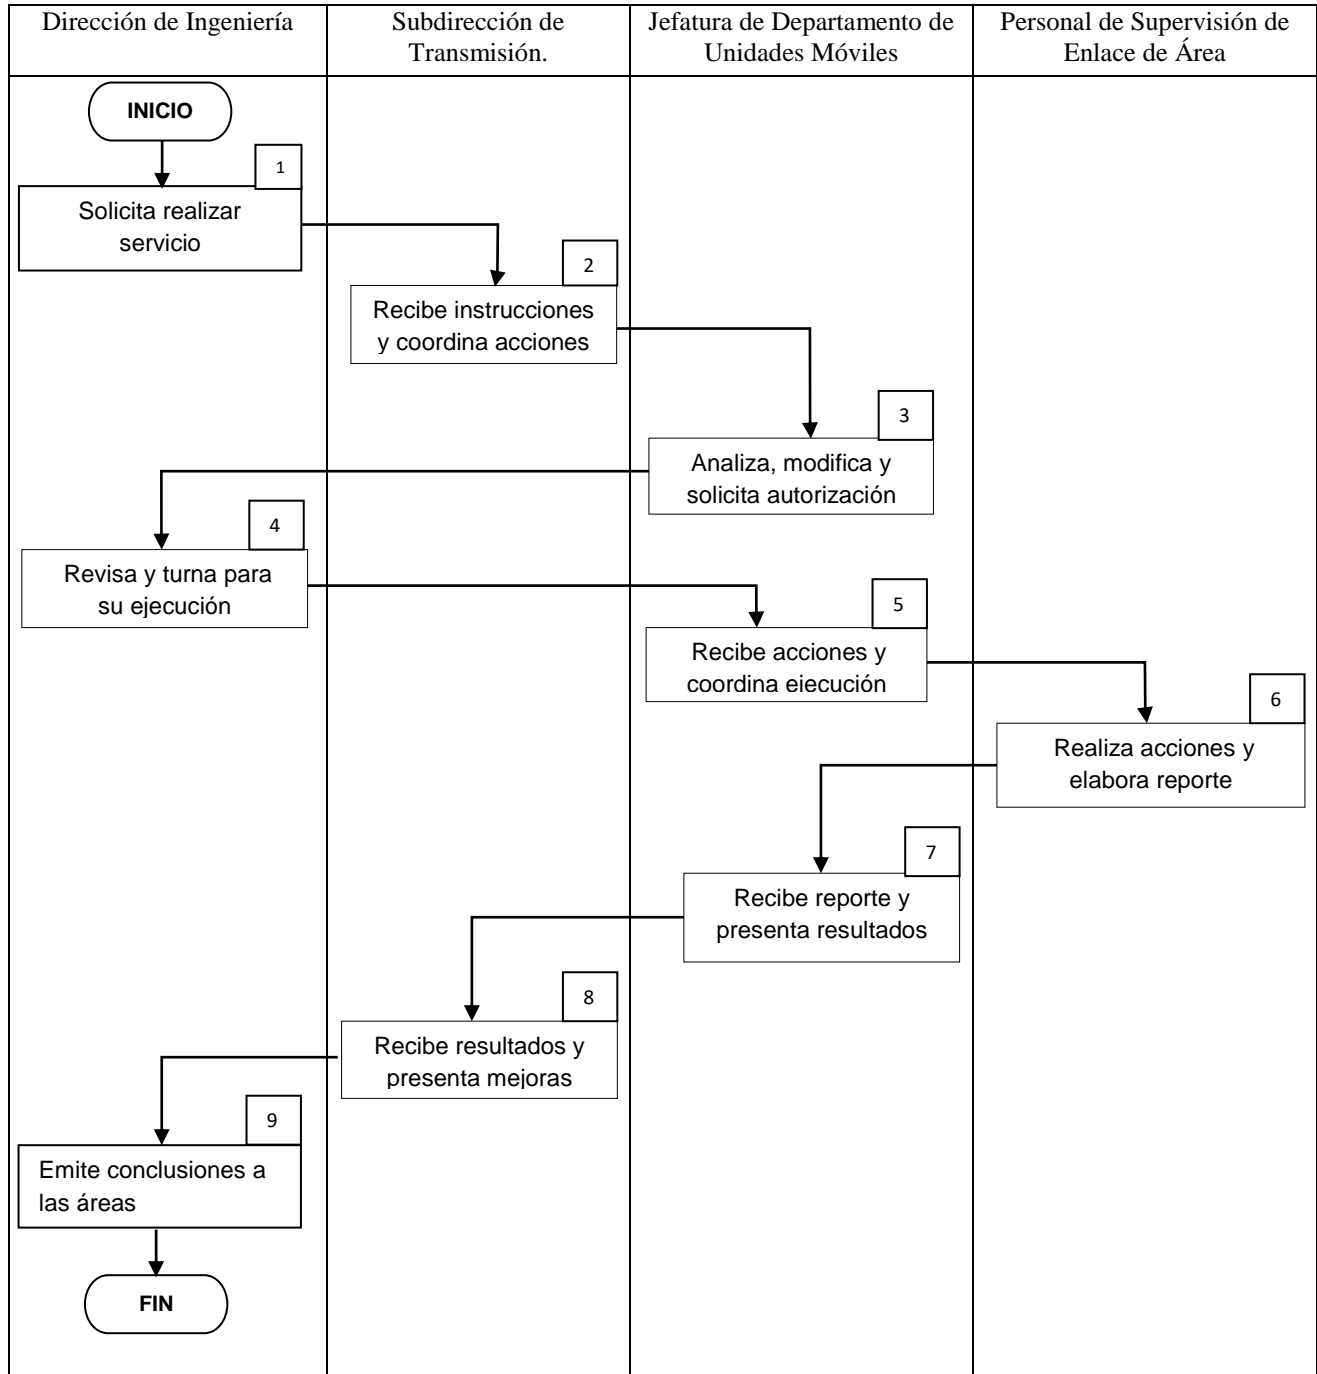 Dirección de Ingeniería
Subdirección de
Transmisión.
Jefatura de Departamento de
Unidades Móviles
Personal de Supervisión de
Enlace de Área
INICIO
1
Solicita realizar
servicio
2
Recibe instrucciones
y coordina acciones
3
Analiza, modifica y
solicita autorización
4
Revisa y turna para
su ejecución
5
Recibe acciones y
coordina ejecución
6
Realiza acciones y
elabora reporte
7
Recibe reporte y
presenta resultados
8
Recibe resultados y
presenta mejoras
9
Emite conclusiones a
las áreas
FIN